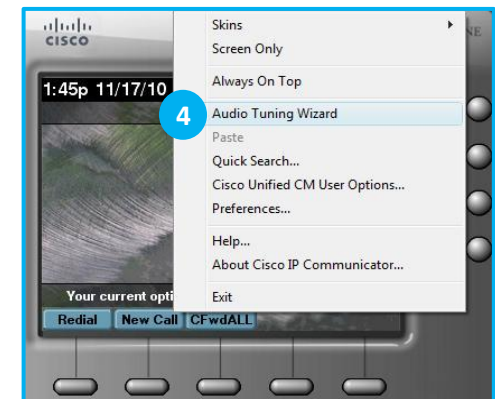 CISCO
NE
1:45p 11/17/10
Skins
Screen Only
Always On Top
4
Audio Tuning Wizard
Paste
Quick Search...
Cisco Unified CM User Options...
Preferences...
Help...
About Cisco IP Communicator...
Exit
Your current opti
Redial New Call CFwdALL